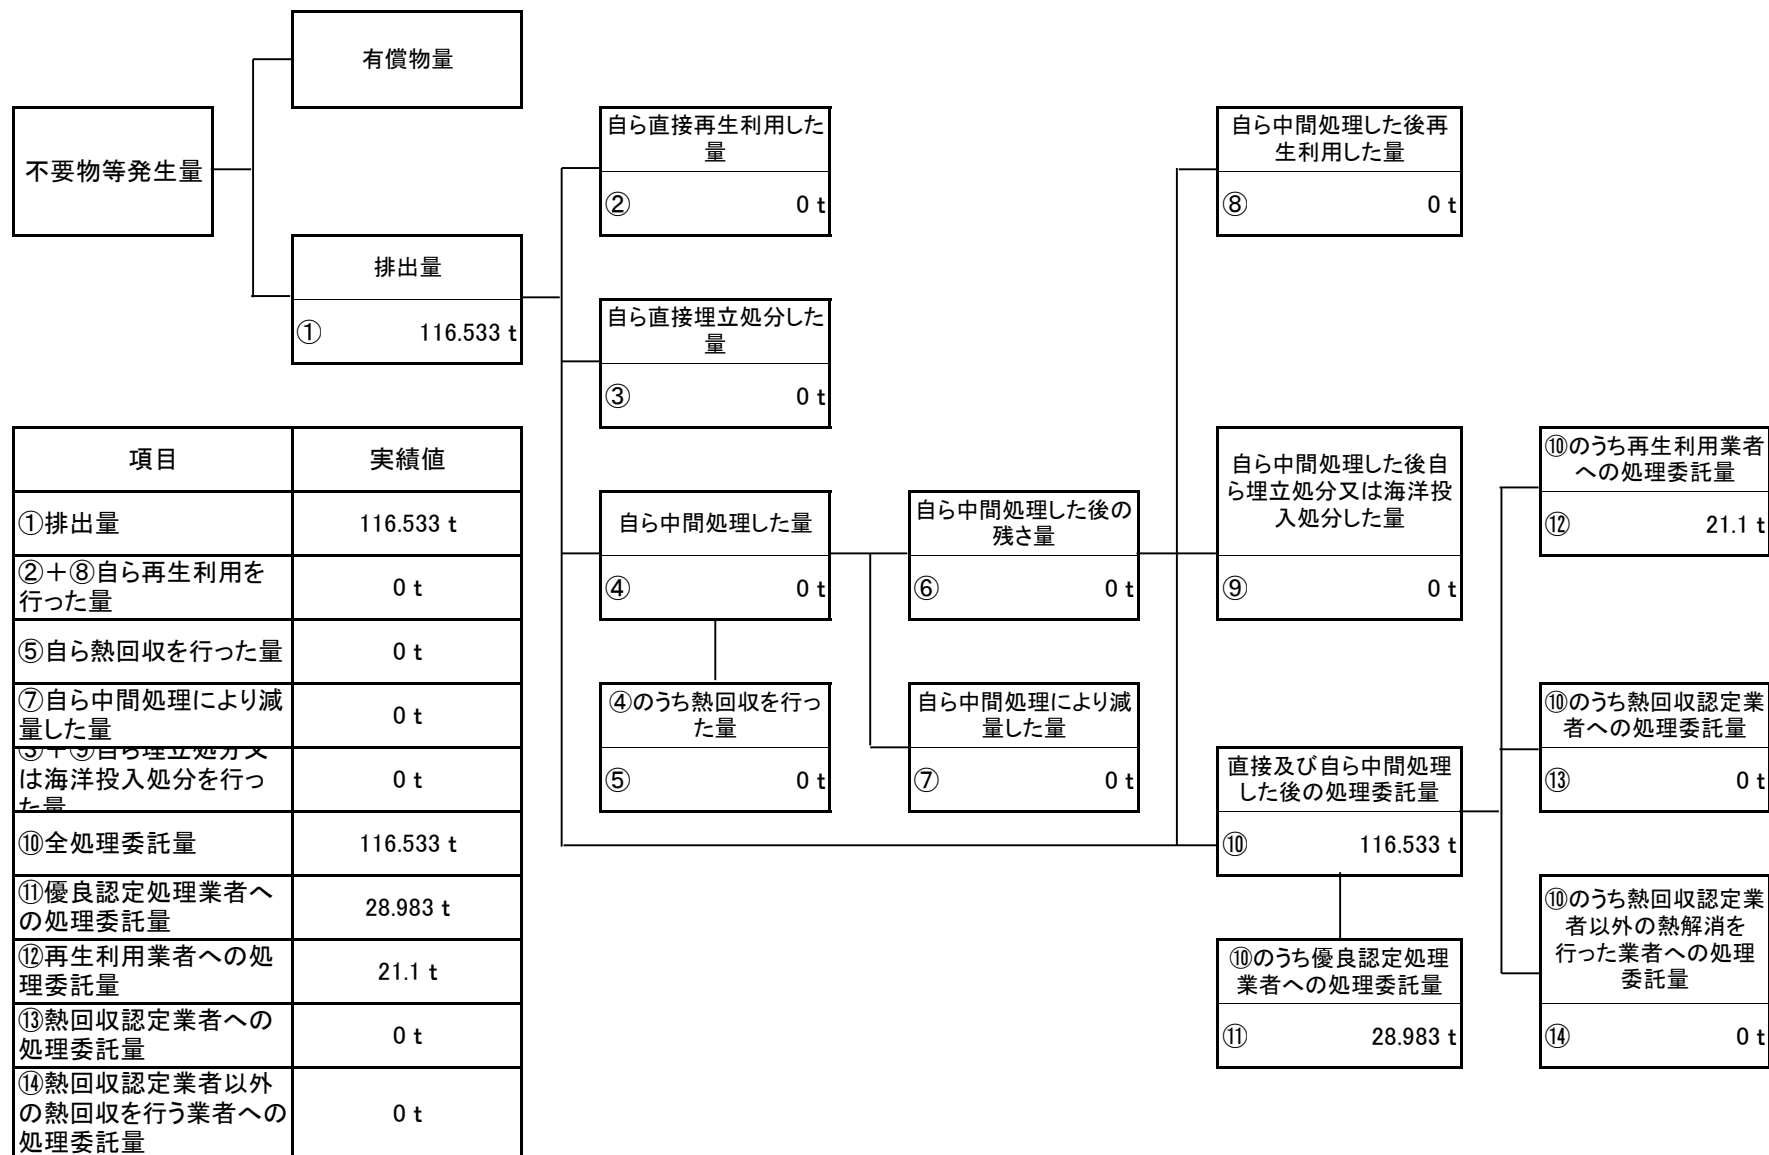 有償物量
不要物等発生量
排出量
①
116.533 t
自ら直接再生利用した
量
②
0 t
自ら直接埋立処分した
量
③
0 t
自ら中間処理した量
④
0 t
④のうち熱回収を行っ
た量
⑤
0 t
自ら中間処理した後の
残さ量
⑥
0 t
自ら中間処理により減
量した量
⑦
0 t
自ら中間処理した後再
生利用した量
⑧
0 t
自ら中間処理した後自
ら埋立処分又は海洋投
入処分した量
⑨
0 t
直接及び自ら中間処理
した後の処理委託量
⑩
116.533 t
⑩のうち優良認定処理
業者への処理委託量
⑪
28.983 t
⑩のうち再生利用業者
への処理委託量
⑫
21.1 t
⑩のうち熱回収認定業
者への処理委託量
⑬
0 t
⑩のうち熱回収認定業
者以外の熱解消を
行った業者への処理
委託量
⑭
0 t
項目
実績値
①排出量
116.533 t
②＋⑧自ら再生利用を
行った量
0 t
⑤自ら熱回収を行った量
0 t
⑦自ら中間処理により減
量した量
0 t
③＋⑨自ら埋立処分又
は海洋投入処分を行っ
た量
0 t
⑩全処理委託量
116.533 t
⑪優良認定処理業者へ
の処理委託量
28.983 t
⑫再生利用業者への処
理委託量
21.1 t
⑬熱回収認定業者への
処理委託量
0 t
⑭熱回収認定業者以外
の熱回収を行う業者への
処理委託量
0 t